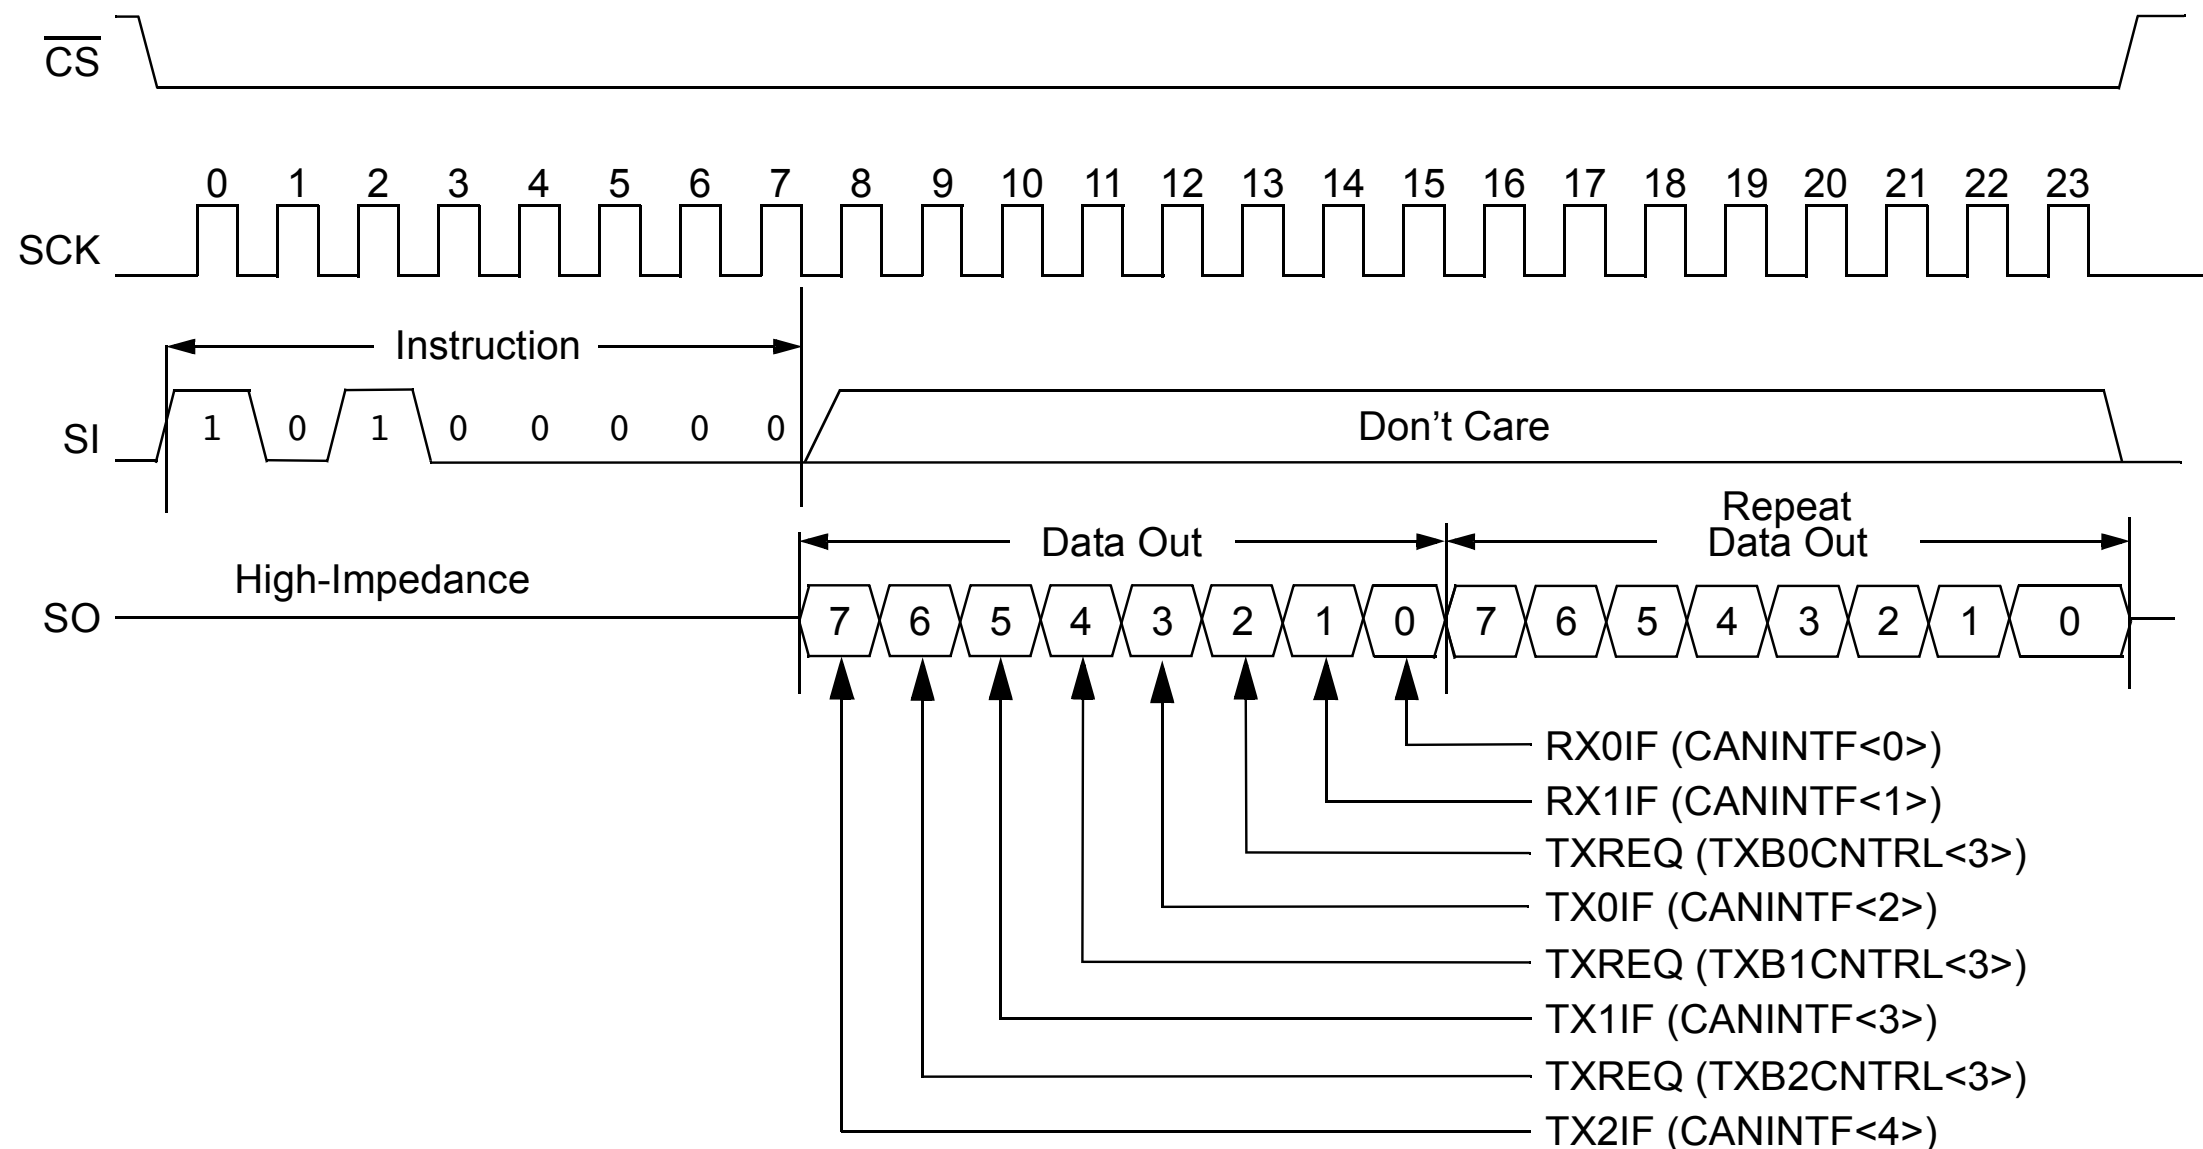 CS
0 1 2 3 4 5 6 7 8 9 10 11 12 13 14 15 16 17 18 19 20 21 22 23
SCK
Instruction
SI 1 0 1 0 0 0 0 0 Don’t Care
Repeat
Data Out Data Out
High-Impedance
SO 7 6 5 4 3 2 1 0 7 6 5 4 3 2 1 0
RX0IF (CANINTF<0>)
RX1IF (CANINTF<1>)
TXREQ (TXB0CNTRL<3>)
TX0IF (CANINTF<2>)
TXREQ (TXB1CNTRL<3>)
TX1IF (CANINTF<3>)
TXREQ (TXB2CNTRL<3>)
TX2IF (CANINTF<4>)